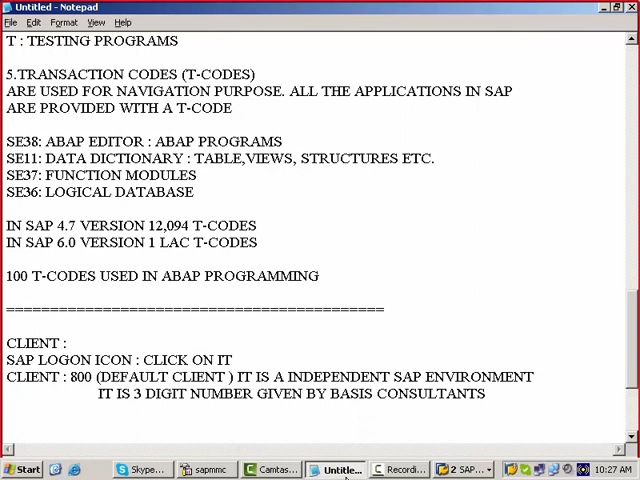 Untitled - Notepad
File Edit Format View Help
T : TESTING PROGRAMS
5.TRANSACTION CODES (T-CODES)
ARE USED FOR NAVIGATION PURPOSE. ALL THE APPLICATIONS IN SAP
ARE PROVIDED WITH A T-CODE
SE38: ABAP EDITOR : ABAP PROGRAMS
SE11: DATA DICTIONARY : TABLE,VIEWS, STRUCTURES ETC.
SE37: FUNCTION MODULES
SE36: LOGICAL DATABASE
IN SAP 4.7 VERSION 12,094 T-CODES
IN SAP 6.0 VERSION 1 LAC T-CODES
100 T-CODES USED IN ABAP PROGRAMMING
===========================================
CLIENT :
SAP LOGON ICON : CLICK ON IT
CLIENT : 800 (DEFAULT CLIENT ) IT IS A INDEPENDENT SAP ENVIRONMENT
IT IS 3 DIGIT NUMBER GIVEN BY BASIS CONSULTANTS
Start Skype... sapmmc Camtas... Untitle... Recordi... 2 SAP... 10:27 AM